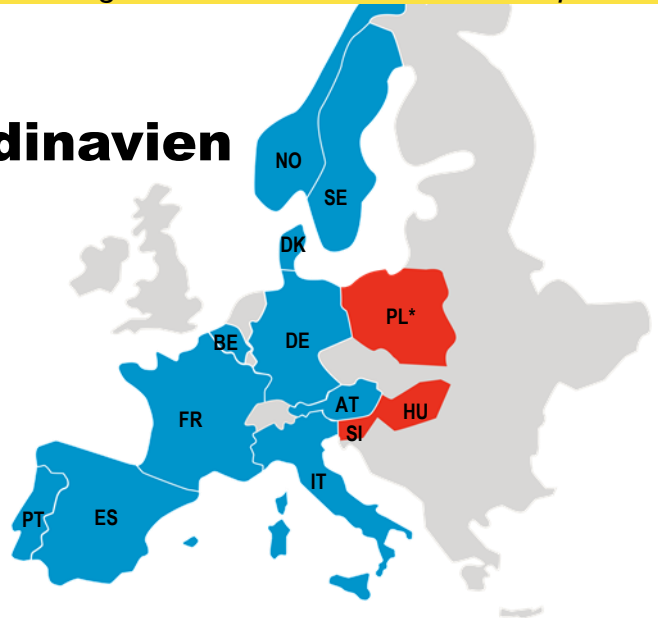 dinavien
NO
SE
DK
PL*
BE
DE
AT
HU
FR
SI
IT
PT
ES